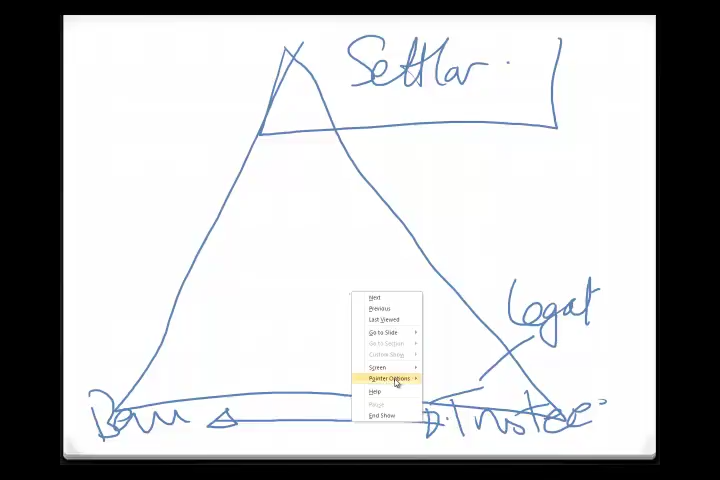 Settlor
Legal
Ben
Trustee
Next
Previous
Last Viewed
Go to Slide
Go to Section
Custom Show
Screen
Pointer Options
Help
Pause
End Show